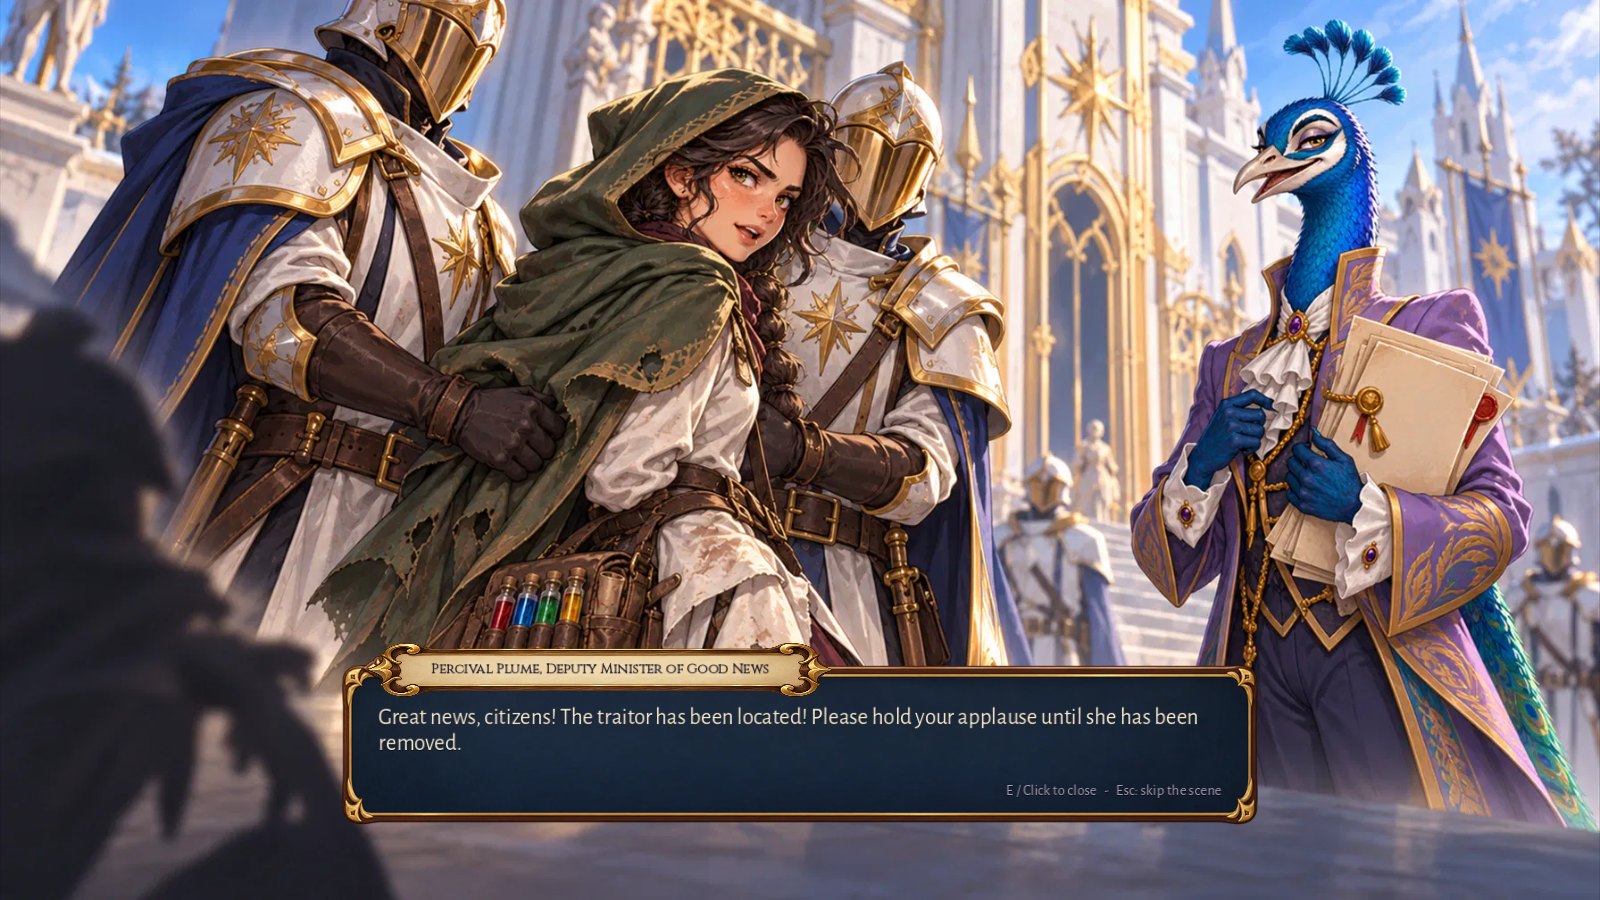 Percival Plume, Deputy Minister of Good News
Great news, citizens! The traitor has been located! Please hold your applause until she has been
removed.
E / Click to close - Esc: skip the scene